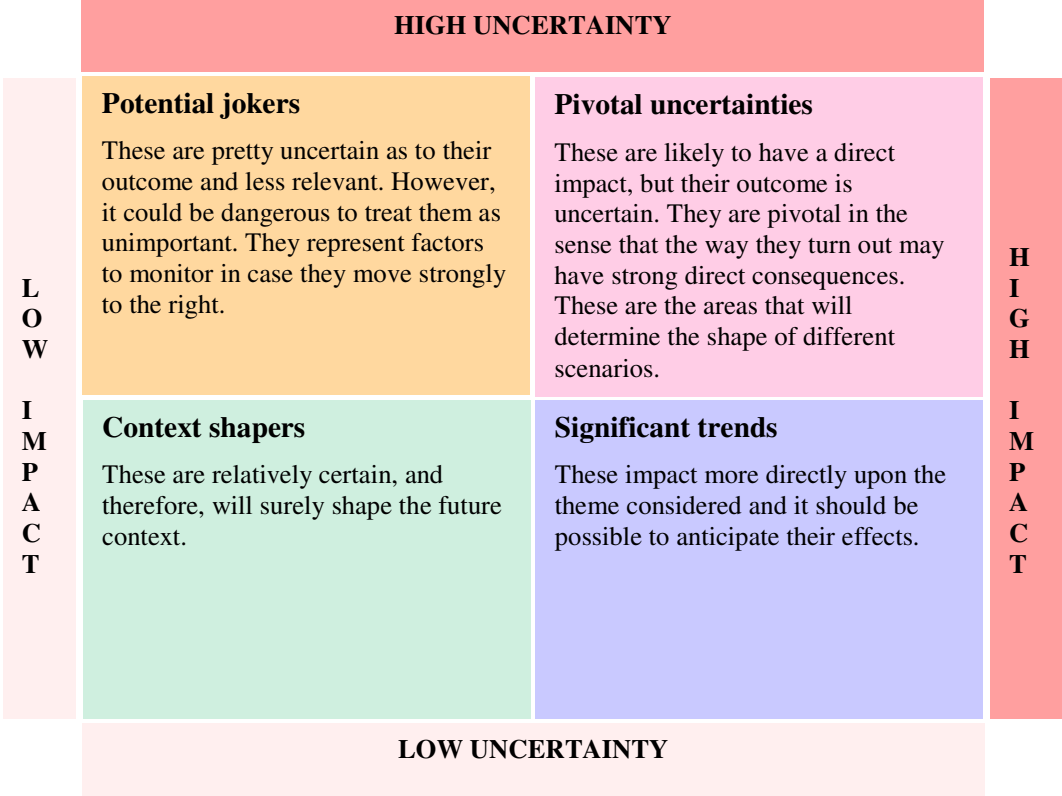 HIGH UNCERTAINTY
LOW IMPACT
Potential jokers
These are pretty uncertain as to their
outcome and less relevant. However,
it could be dangerous to treat them as
unimportant. They represent factors
to monitor in case they move strongly
to the right.
Pivotal uncertainties
These are likely to have a direct
impact, but their outcome is
uncertain. They are pivotal in the
sense that the way they turn out may
have strong direct consequences.
These are the areas that will
determine the shape of different
scenarios.
HIGH IMPACT
Context shapers
These are relatively certain, and
therefore, will surely shape the future
context.
Significant trends
These impact more directly upon the
theme considered and it should be
possible to anticipate their effects.
LOW UNCERTAINTY